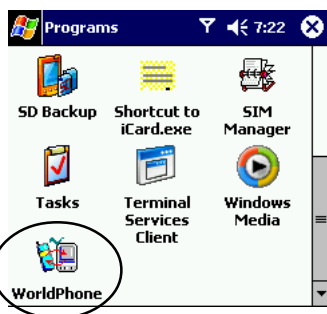 Programs 7:22
SD Backup Shortcut to SIM
iCard.exe Manager
Tasks Terminal Windows
Services Media
Client
WorldPhone